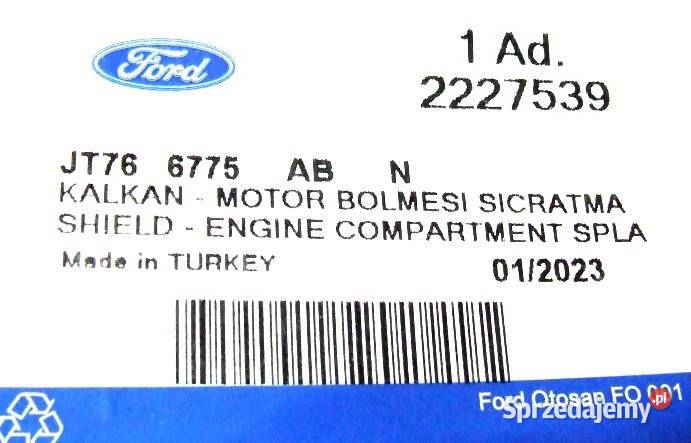 Ford
1 Ad.
2227539
JT76 6775 AB N
KALKAN - MOTOR BOLMESI SICRATMA
SHIELD - ENGINE COMPARTMENT SPLA
Made in TURKEY
01/2023
Ford Otosan FO 001
Sprzedajemy.pl